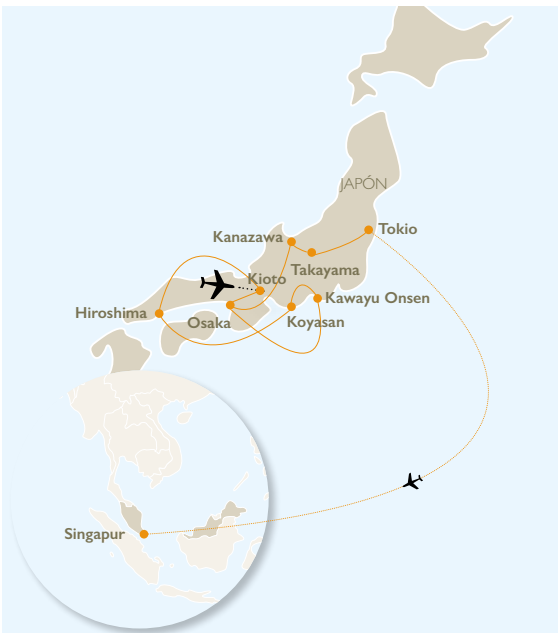 JAPÓN
Tokio
Kanazawa
Takayama
Kioto
Kawayu Onsen
Hiroshima
Osaka
Koyasan
Singapur